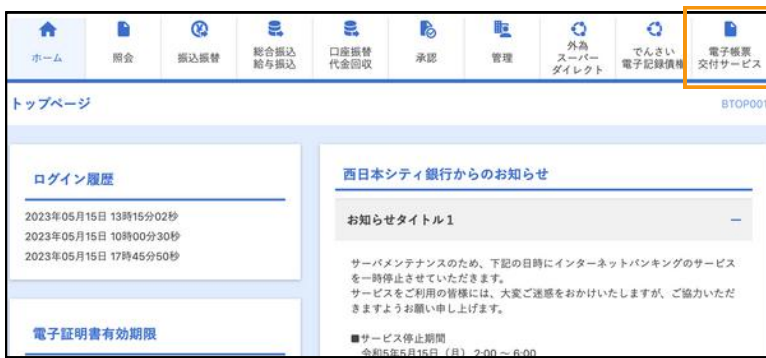 ホーム
照会
振込振替
総合振込
給与振込
口座振替
代金回収
承認
管理
外為
スーパー
ダイレクト
でんさい
電子記録債権
電子帳票
交付サービス
トップページ
BTOP001
ログイン履歴
2023年05月15日 13時15分02秒
2023年05月15日 10時00分30秒
2023年05月15日 17時45分50秒
電子証明書有効期限
西日本シティ銀行からのお知らせ
お知らせタイトル1
サーバメンテナンスのため、下記の日時にインターネットバンキングのサービス
を一時停止させていただきます。
サービスをご利用の皆様には、大変ご迷惑をおかけいたしますが、ご協力いただ
きますようお願い申し上げます。
■サービス停止期間
令和5年5月15日（月） 2:00 ～ 6:00